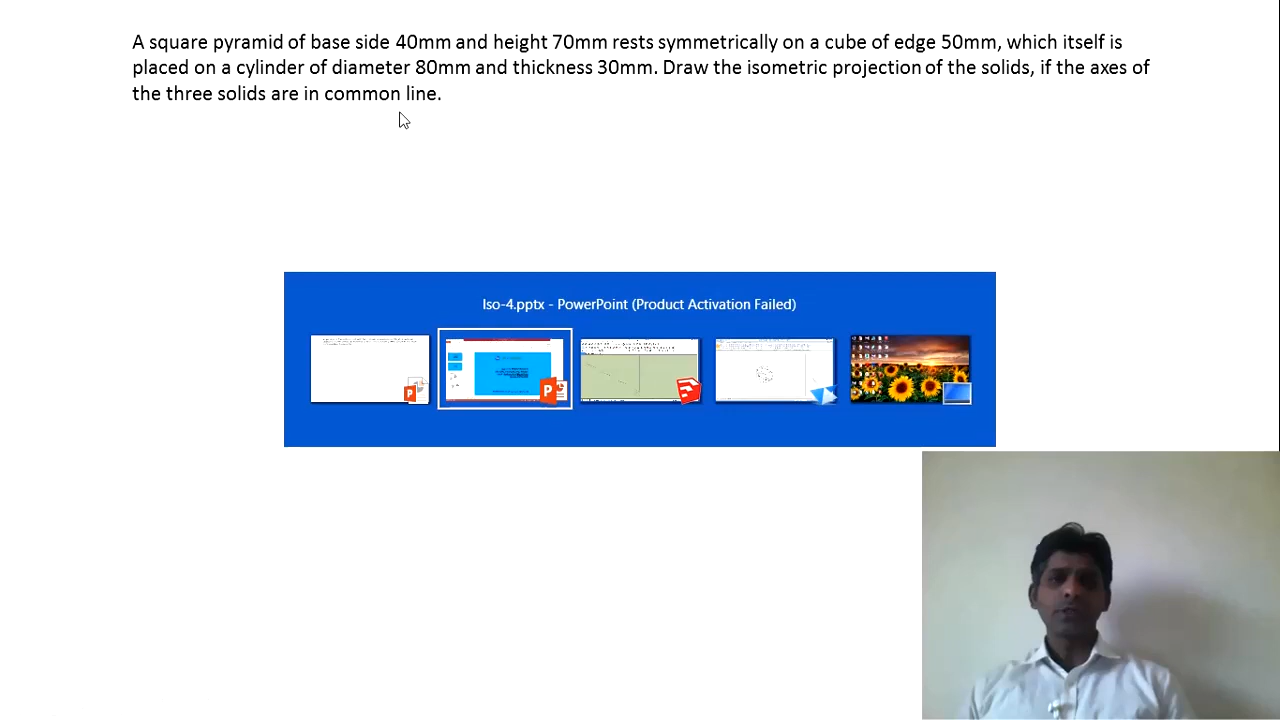 A square pyramid of base side 40mm and height 70mm rests symmetrically on a cube of edge 50mm, which itself is
placed on a cylinder of diameter 80mm and thickness 30mm. Draw the isometric projection of the solids, if the axes of
the three solids are in common line.
Iso-4.pptx - PowerPoint (Product Activation Failed)